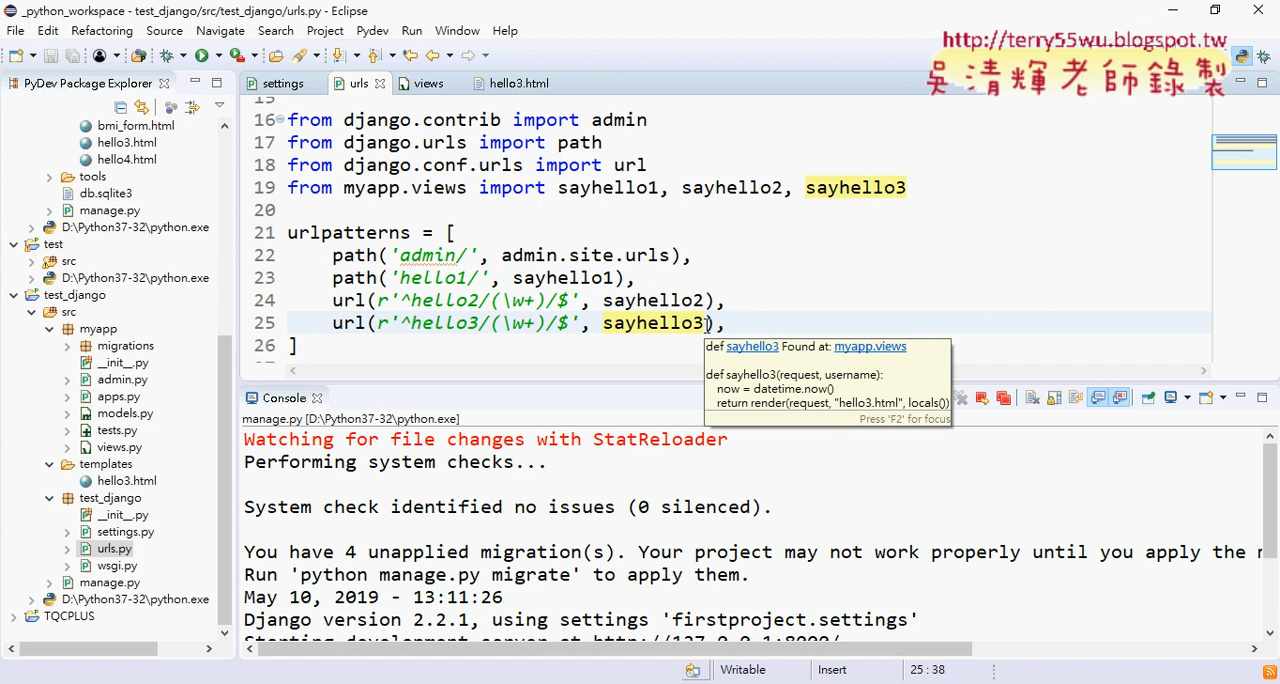 _python_workspace - test_django/src/test_django/urls.py - Eclipse
File Edit Refactoring Source Navigate Search Project Pydev Run Window Help
http://terry55wu.blogspot.tw
吳清輝老師錄製
PyDev Package Explorer
settings urls views hello3.html
bmi_form.html
hello3.html
hello4.html
tools
db.sqlite3
manage.py
D:\Python37-32\python.exe
test
src
D:\Python37-32\python.exe
test_django
src
myapp
migrations
__init__.py
admin.py
apps.py
models.py
tests.py
views.py
templates
hello3.html
test_django
__init__.py
settings.py
urls.py
wsgi.py
manage.py
D:\Python37-32\python.exe
TQCPLUS
15
16 from django.contrib import admin
17 from django.urls import path
18 from django.conf.urls import url
19 from myapp.views import sayhello1, sayhello2, sayhello3
20
21 urlpatterns = [
22 path('admin/', admin.site.urls),
23 path('hello1/', sayhello1),
24 url(r'^hello2/(\w+)/$', sayhello2),
25 url(r'^hello3/(\w+)/$', sayhello3),
26 ]
def sayhello3 Found at: myapp.views
def sayhello3(request, username):
now = datetime.now()
return render(request, "hello3.html", locals())
Press 'F2' for focus
Console
manage.py [D:\Python37-32\python.exe]
Watching for file changes with StatReloader
Performing system checks...
System check identified no issues (0 silenced).
You have 4 unapplied migration(s). Your project may not work properly until you apply the
Run 'python manage.py migrate' to apply them.
May 10, 2019 - 13:11:26
Django version 2.2.1, using settings 'firstproject.settings'
Starting development server at http://127.0.0.1:8000/
Writable Insert 25 : 38